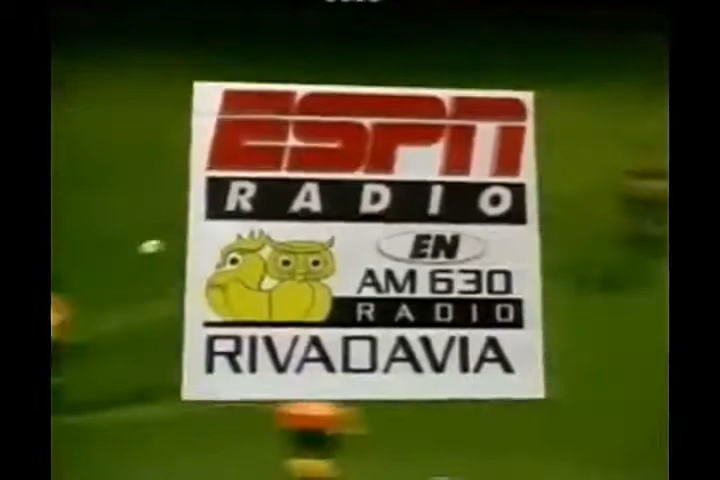 ESPN
RADIO
EN
AM 630
RADIO
RIVADAVIA